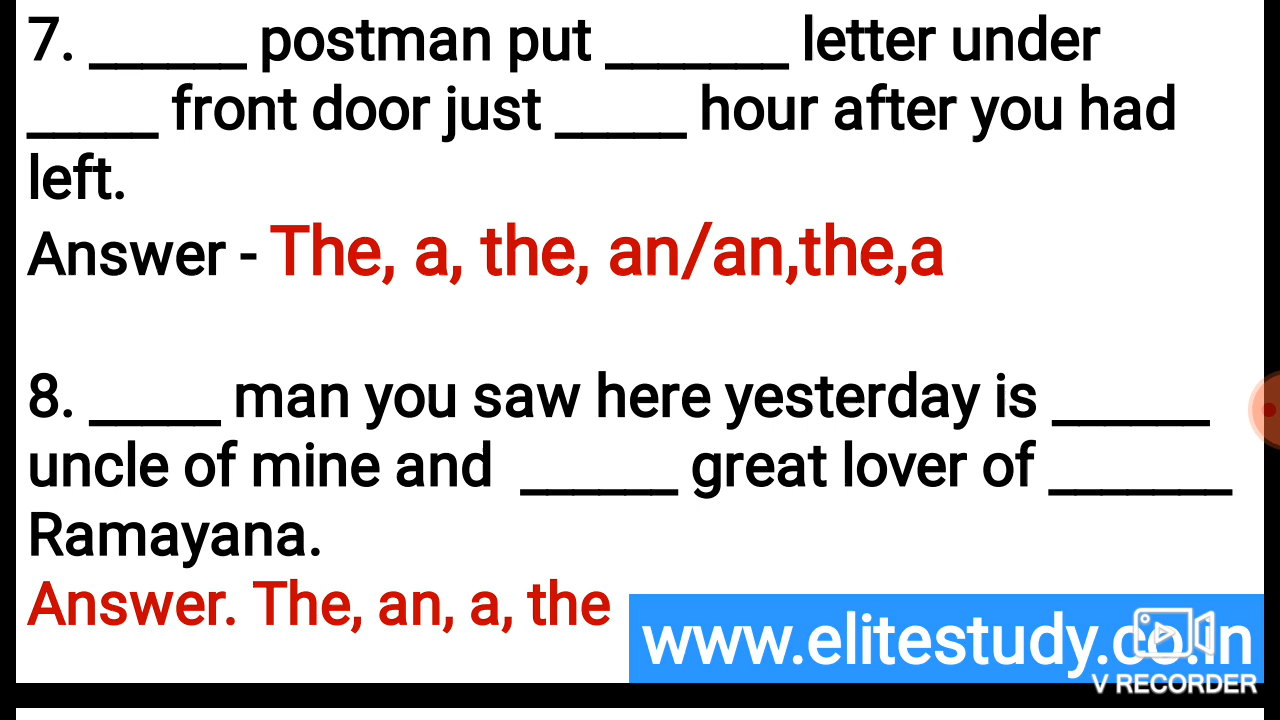 7. ______ postman put _______ letter under
_____ front door just _____ hour after you had
left.
Answer - The, a, the, an/an,the,a
8. _____ man you saw here yesterday is ______
uncle of mine and ______ great lover of _______
Ramayana.
Answer. The, an, a, the
www.elitestudy.co.in
V RECORDER